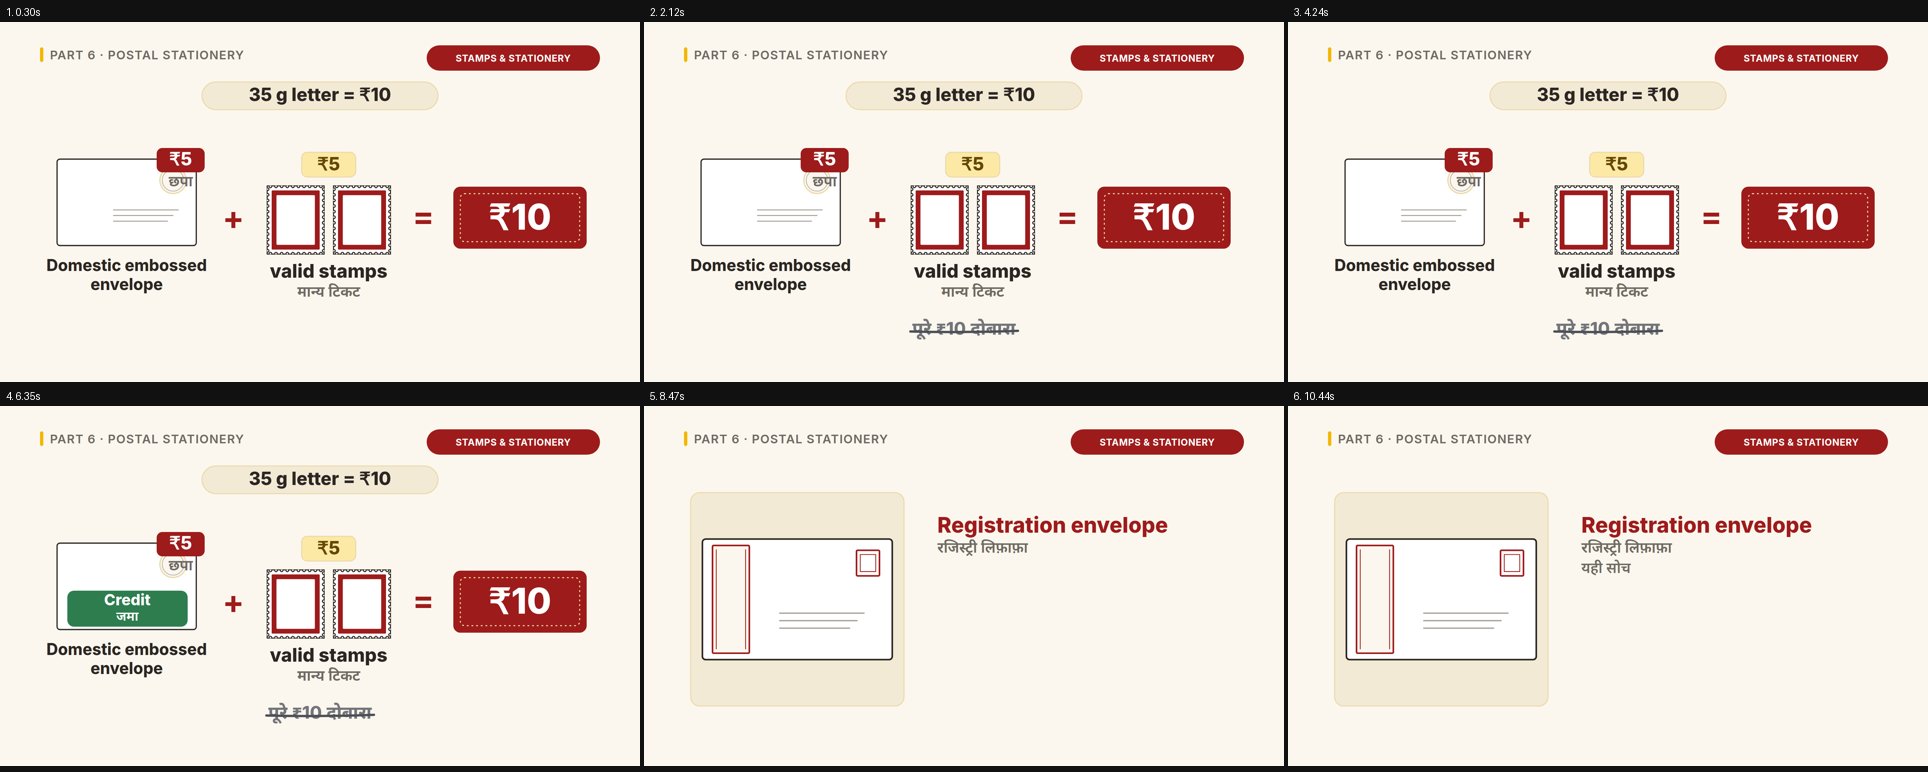 1. 0.30s
PART 6 · POSTAL STATIONERY
STAMPS & STATIONERY
35 g letter = ₹10
₹5
छपा
₹5
+
=
₹10
Domestic embossed
envelope
valid stamps
मान्य टिकट
2. 2.12s
PART 6 · POSTAL STATIONERY
STAMPS & STATIONERY
35 g letter = ₹10
₹5
छपा
₹5
+
=
₹10
Domestic embossed
envelope
valid stamps
मान्य टिकट
पूरे ₹10 दोबारा
3. 4.24s
PART 6 · POSTAL STATIONERY
STAMPS & STATIONERY
35 g letter = ₹10
₹5
छपा
₹5
+
=
₹10
Domestic embossed
envelope
valid stamps
मान्य टिकट
पूरे ₹10 दोबारा
4. 6.35s
PART 6 · POSTAL STATIONERY
STAMPS & STATIONERY
35 g letter = ₹10
₹5
छपा
₹5
Credit
जमा
+
=
₹10
Domestic embossed
envelope
valid stamps
मान्य टिकट
पूरे ₹10 दोबारा
5. 8.47s
PART 6 · POSTAL STATIONERY
STAMPS & STATIONERY
Registration envelope
रजिस्ट्री लिफ़ाफ़ा
6. 10.44s
PART 6 · POSTAL STATIONERY
STAMPS & STATIONERY
Registration envelope
रजिस्ट्री लिफ़ाफ़ा
यही सोच